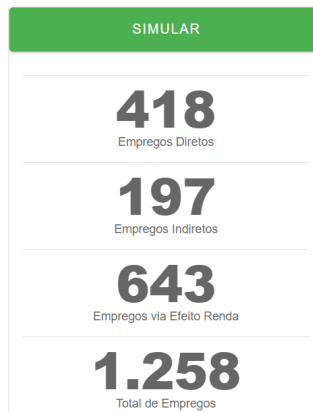 SIMULAR
418
Empregos Diretos
197
Empregos Indiretos
643
Empregos via Efeito Renda
1.258
Total de Empregos